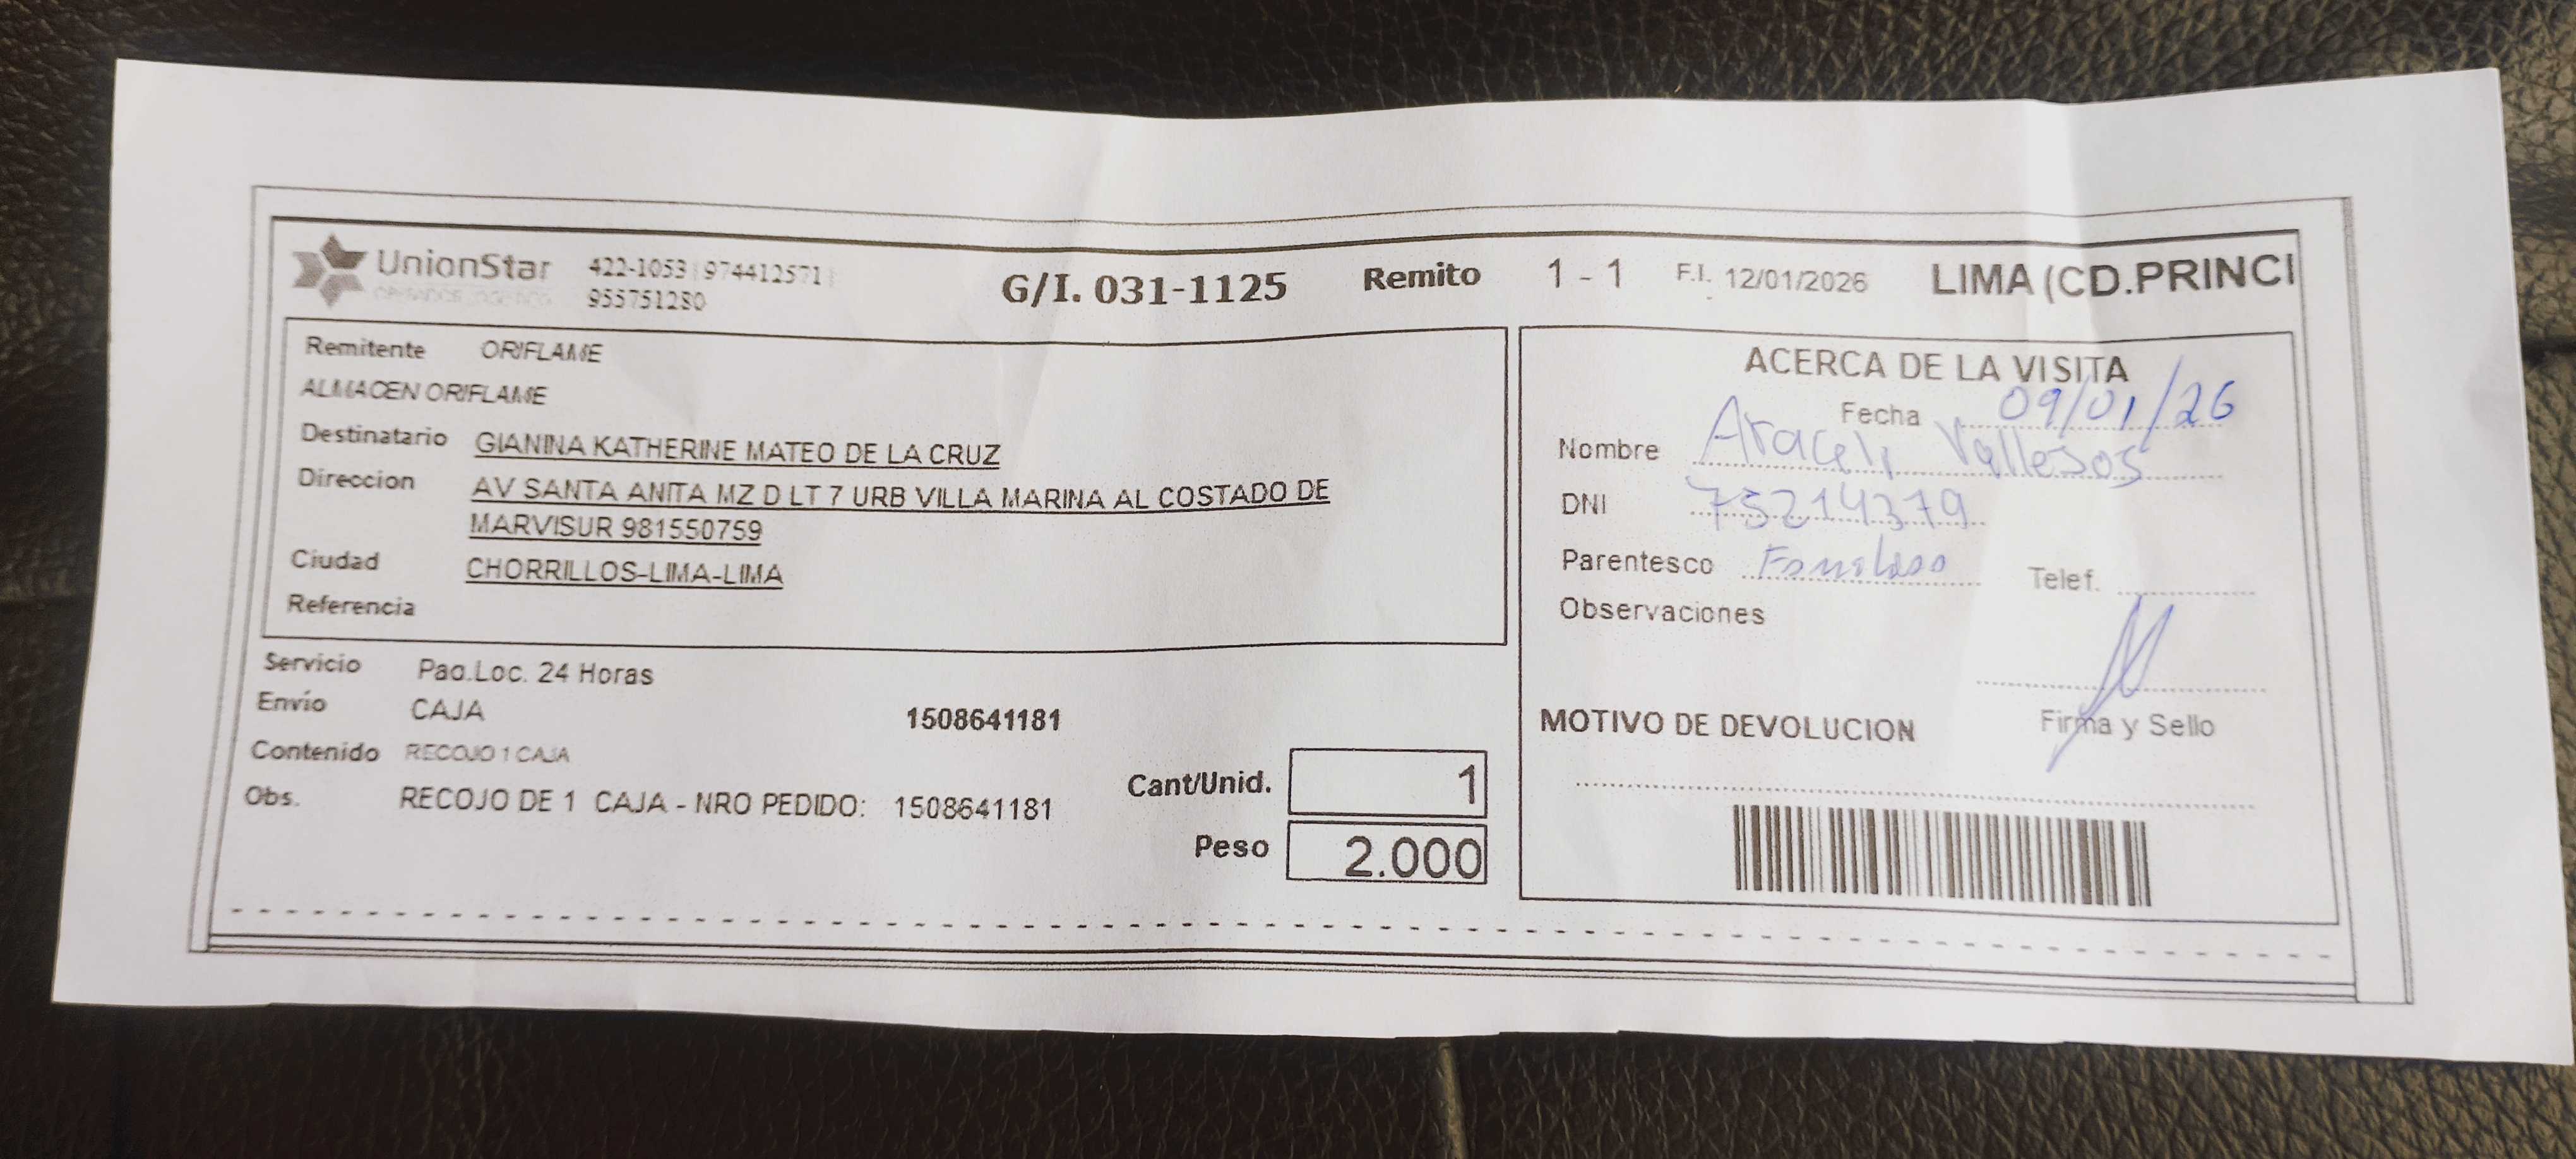 UnionStar 422-1053 | 974412571 |
955751280
G/I. 031-1125 Remito 1 - 1 F.I. 12/01/2026 LIMA (CD.PRINCI
Remitente ORIFLAME
ALMACEN ORIFLAME
Destinatario GIANINA KATHERINE MATEO DE LA CRUZ
Direccion AV SANTA ANITA MZ D LT 7 URB VILLA MARINA AL COSTADO DE
MARVISUR 981550759
Ciudad CHORRILLOS-LIMA-LIMA
Referencia
Servicio Paq.Loc. 24 Horas
Envío CAJA 1508641181
Contenido RECOJO 1 CAJA
Obs. RECOJO DE 1 CAJA - NRO PEDIDO: 1508641181
Cant/Unid. 1
Peso 2.000
ACERCA DE LA VISITA
Fecha 09/01/26
Nombre Araceli Vallesos
DNI 75214379
Parentesco
Telef.
Observaciones
Firma y Sello
MOTIVO DE DEVOLUCION